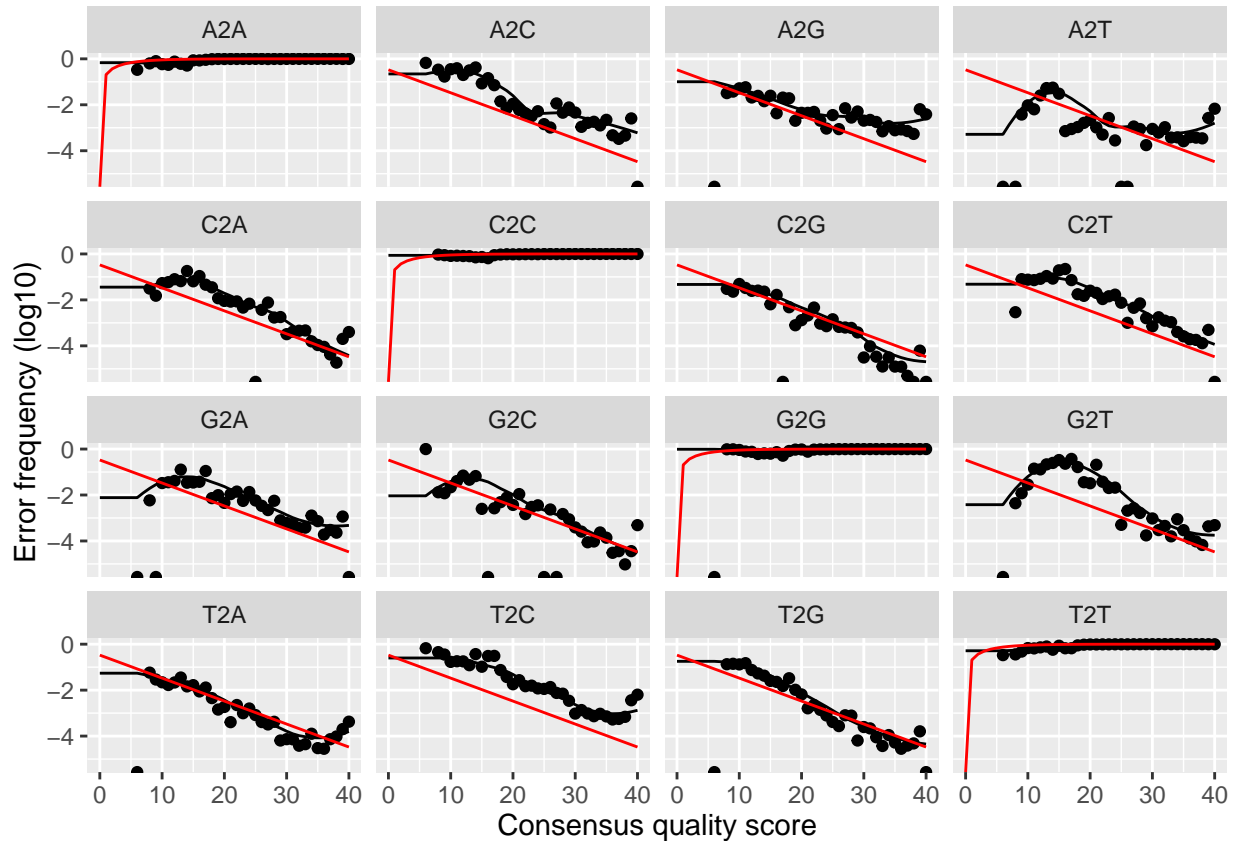 A2A A2C A2G A2T
0
−2
−4
C2A C2C C2G C2T
0
−2
−4
G2A G2C G2G G2T
0
−2
−4
T2A T2C T2G T2T
0
−2
−4
0 10 20 30 40 0 10 20 30 40 0 10 20 30 40 0 10 20 30 40
Consensus quality score
Error frequency (log10)